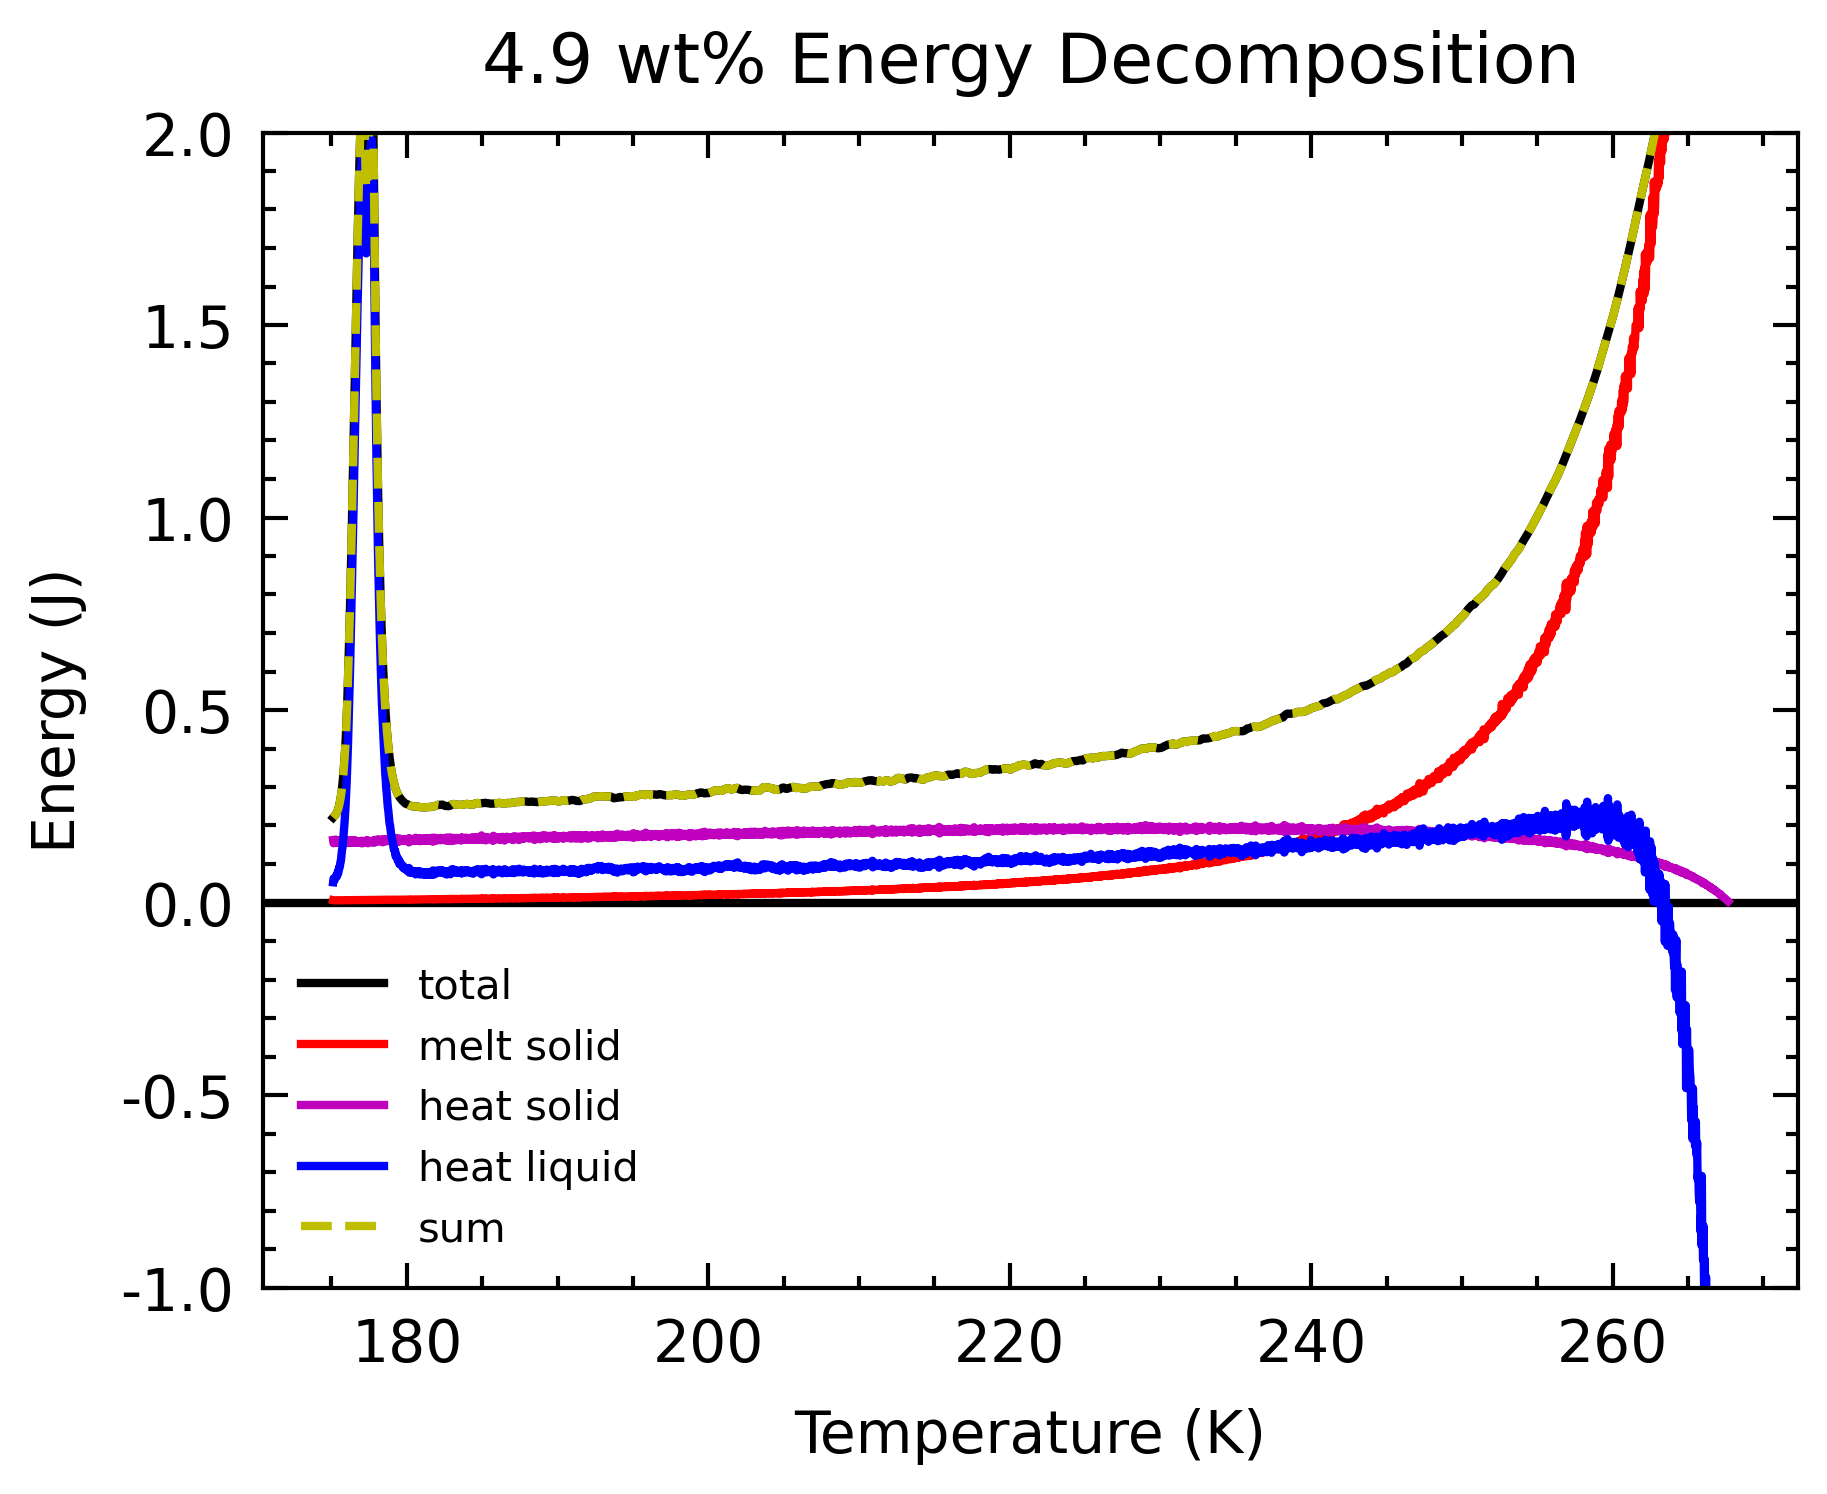 4.9 wt% Energy Decomposition
2.0
1.5
1.0
0.5
0.0
-0.5
-1.0
Energy (J)
total
melt solid
heat solid
heat liquid
sum
180 200 220 240 260
Temperature (K)